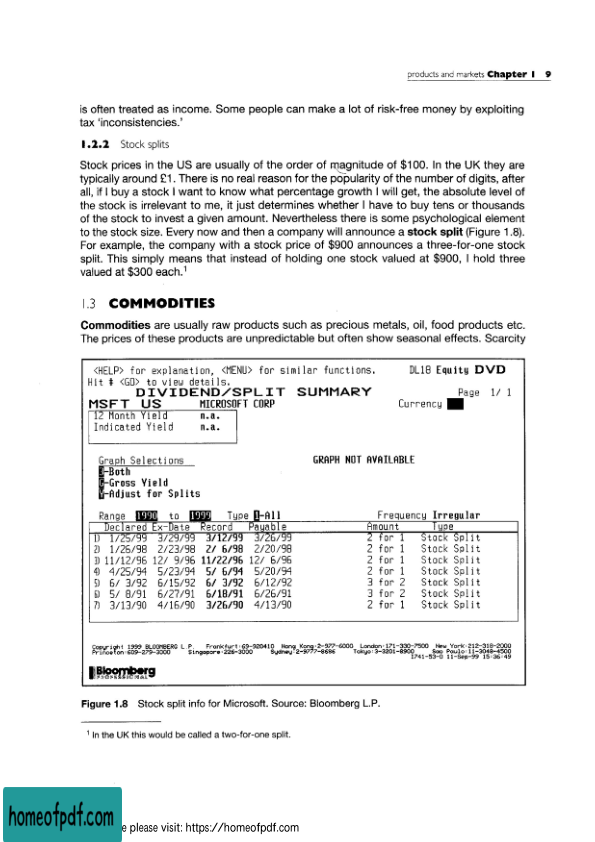 products and markets Chapter 1 9
is often treated as income. Some people can make a lot of risk-free money by exploiting
tax ‘inconsistencies.’
1.2.2 Stock splits
Stock prices in the US are usually of the order of magnitude of $100. In the UK they are
typically around £1. There is no real reason for the popularity of the number of digits, after
all, if I buy a stock I want to know what percentage growth I will get, the absolute level of
the stock is irrelevant to me, it just determines whether I have to buy tens or thousands
of the stock to invest a given amount. Nevertheless there is some psychological element
to the stock size. Every now and then a company will announce a stock split (Figure 1.8).
For example, the company with a stock price of $900 announces a three-for-one stock
split. This simply means that instead of holding one stock valued at $900, I hold three
valued at $300 each.1
1.3 COMMODITIES
Commodities are usually raw products such as precious metals, oil, food products etc.
The prices of these products are unpredictable but often show seasonal effects. Scarcity
<HELP> for explanation, <MENU> for similar functions. DL18 Equity DVD
Hit # <GO> to view details.
DIVIDEND/SPLIT SUMMARY Page 1/ 1
MSFT US MICROSOFT CORP Currency
12 Month Yield n.a.
Indicated Yield n.a.
Graph Selections GRAPH NOT AVAILABLE
-Both
-Gross Yield
-Adjust for Splits
Range 1990 to 1999 Type -All Frequency Irregular
Declared Ex-Date Record Payable Amount Type
1) 1/25/99 3/29/99 3/12/99 3/26/99 2 for 1 Stock Split
2) 1/26/98 2/23/98 2/ 6/98 2/20/98 2 for 1 Stock Split
3) 11/12/96 12/ 9/96 11/22/96 12/ 6/96 2 for 1 Stock Split
4) 4/25/94 5/23/94 5/ 6/94 5/20/94 2 for 1 Stock Split
5) 6/ 3/92 6/15/92 6/ 3/92 6/12/92 3 for 2 Stock Split
6) 5/ 8/91 6/27/91 6/18/91 6/26/91 3 for 2 Stock Split
7) 3/13/90 4/16/90 3/26/90 4/13/90 2 for 1 Stock Split
Copyright 1999 BLOOMBERG L.P. Frankfurt:69-920410 Hong Kong:2-977-6000 London:171-330-7500 New York:212-318-2000
Princeton:609-279-3000 Singapore:226-3000 Sydney:2-9777-8686 Tokyo:3-3201-8900 Sao Paulo:11-3048-4500
I741-53-0 11-Sep-99 15:36:49
Bloomberg
PROFESSIONAL
Figure 1.8 Stock split info for Microsoft. Source: Bloomberg L.P.
1 In the UK this would be called a two-for-one split.
homeofpdf.com
e please visit: https://homeofpdf.com